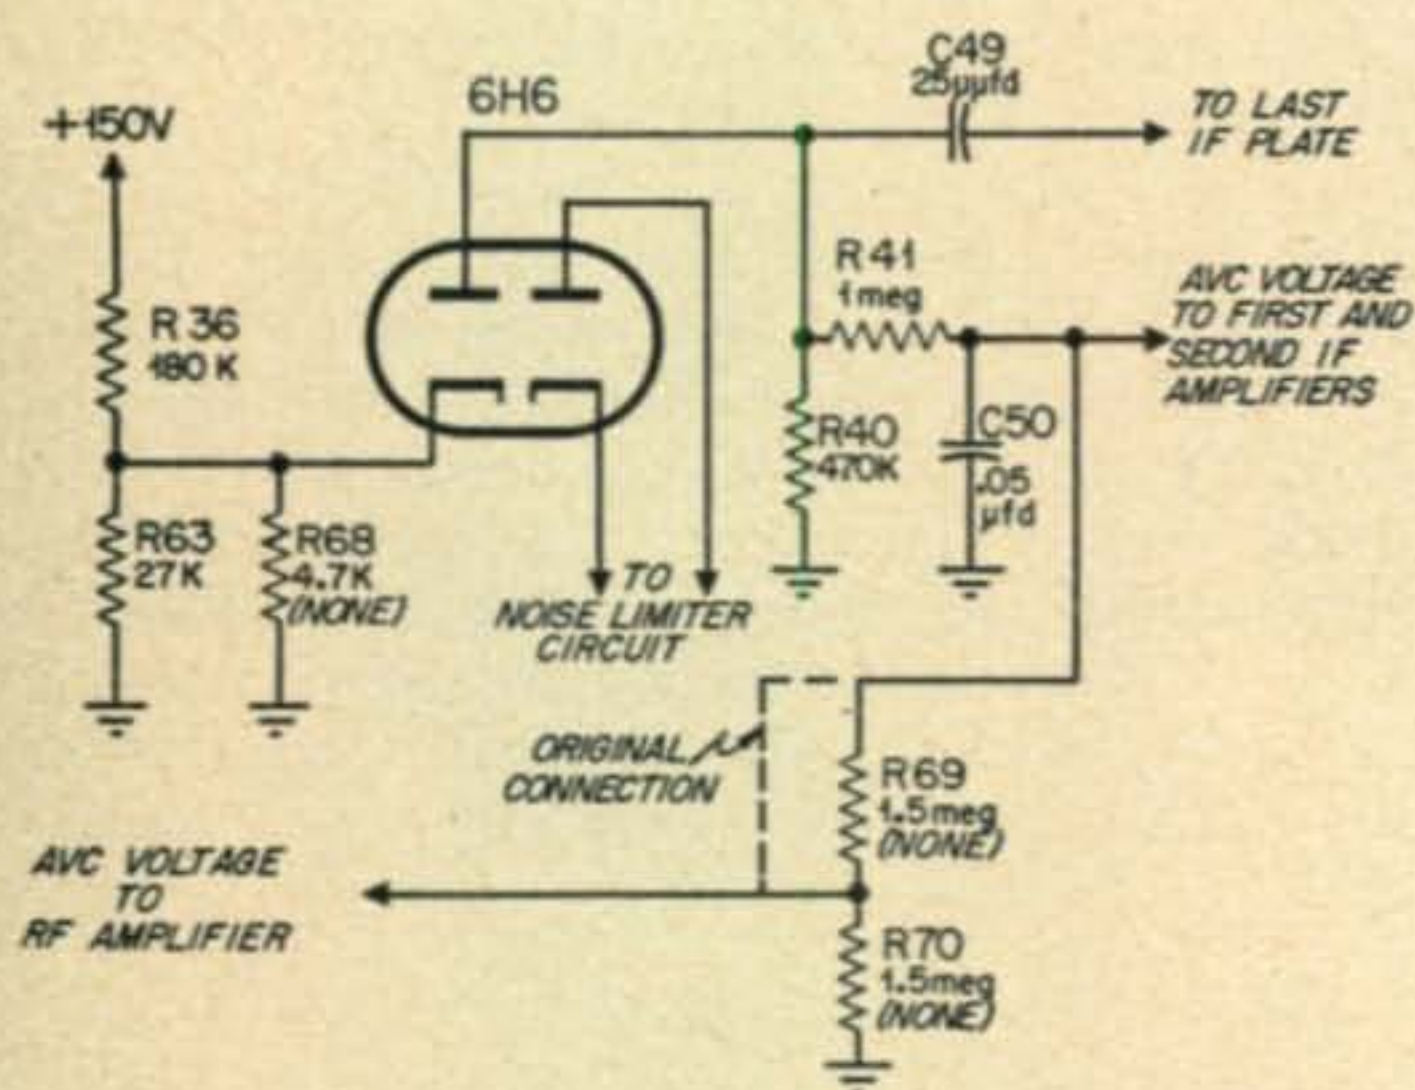 C49
25µµfd
6H6
+150V
TO LAST
IF PLATE
R41
1meg
AVC VOLTAGE
TO FIRST AND
SECOND IF
AMPLIFIERS
R36
180K
R40
470K
C50
.05
µfd
R63
27K
R68
4.7K
(NONE)
TO
NOISE LIMITER
CIRCUIT
ORIGINAL
CONNECTION
R69
1.5meg
(NONE)
AVC VOLTAGE
TO
RF AMPLIFIER
R70
1.5meg
(NONE)